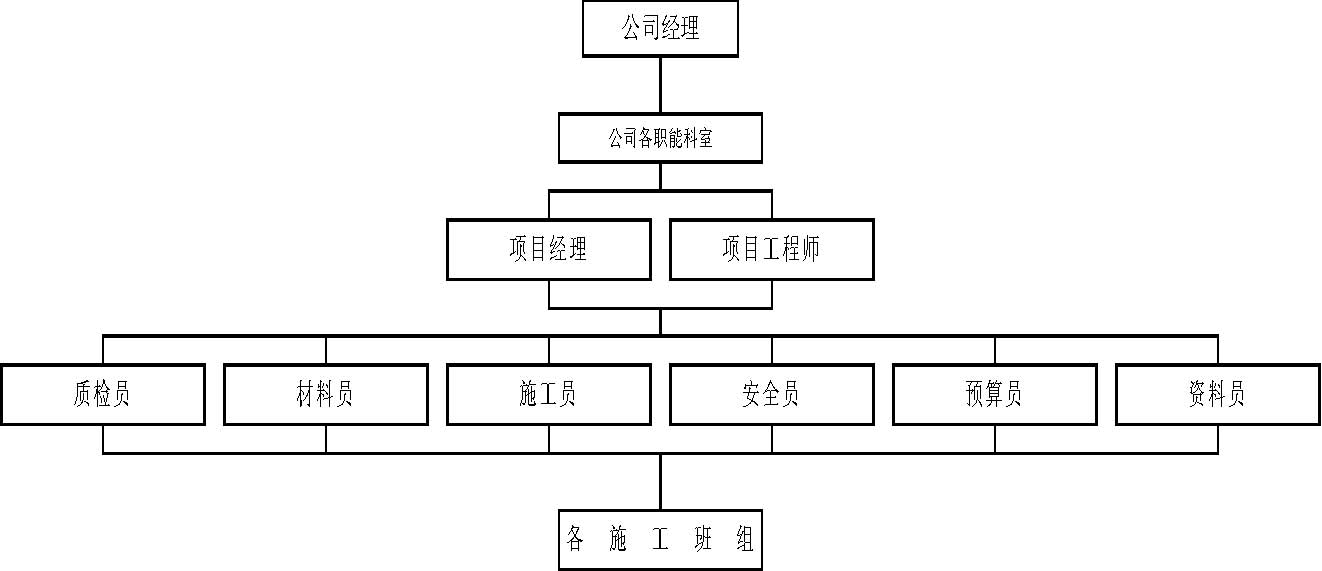 公司经理
公司各职能科室
项目经理
项目工程师
质检员
材料员
施工员
安全员
预算员
资料员
各 施 工 班 组